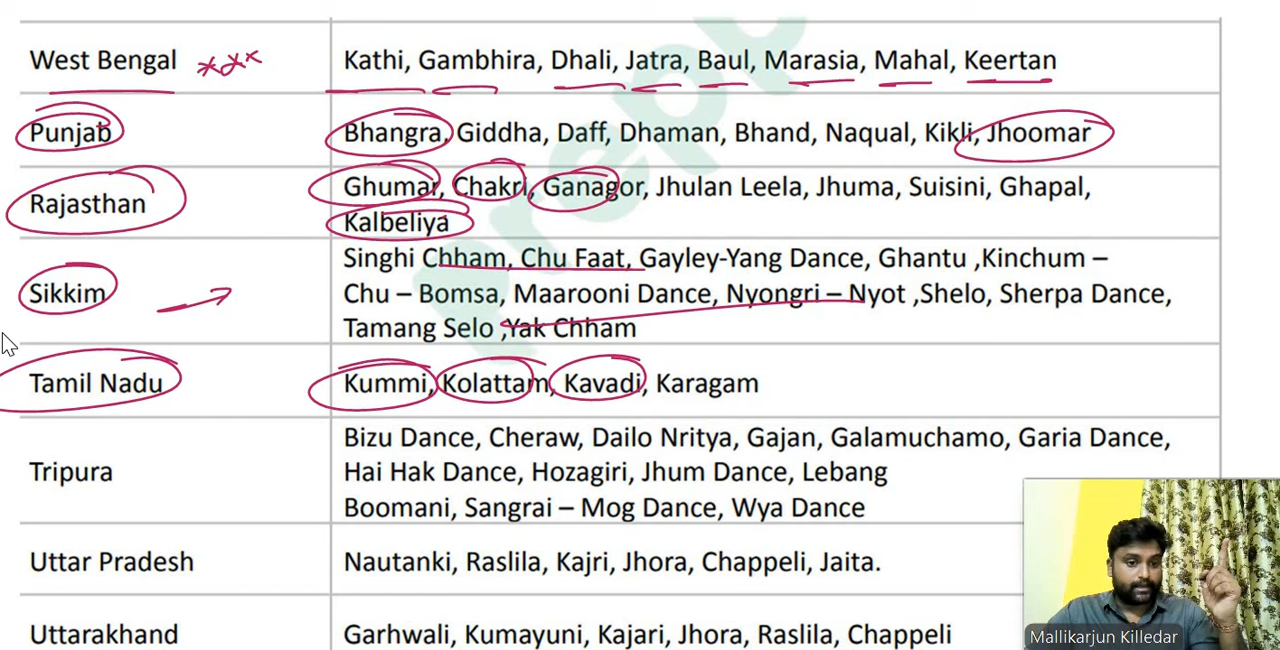 West Bengal ***
Kathi, Gambhira, Dhali, Jatra, Baul, Marasia, Mahal, Keertan
Punjab
Bhangra, Giddha, Daff, Dhaman, Bhand, Naqual, Kikli, Jhoomar
Rajasthan
Ghumar, Chakri, Ganagor, Jhulan Leela, Jhuma, Suisini, Ghapal,
Kalbeliya
Sikkim
Singhi Chham, Chu Faat, Gayley-Yang Dance, Ghantu ,Kinchum –
Chu – Bomsa, Maarooni Dance, Nyongri – Nyot ,Shelo, Sherpa Dance,
Tamang Selo ,Yak Chham
Tamil Nadu
Kummi, Kolattam, Kavadi, Karagam
Tripura
Bizu Dance, Cheraw, Dailo Nritya, Gajan, Galamuchamo, Garia Dance,
Hai Hak Dance, Hozagiri, Jhum Dance, Lebang
Boomani, Sangrai – Mog Dance, Wya Dance
Uttar Pradesh
Nautanki, Raslila, Kajri, Jhora, Chappeli, Jaita.
Uttarakhand
Garhwali, Kumayuni, Kajari, Jhora, Raslila, Chappeli
Mallikarjun Killedar